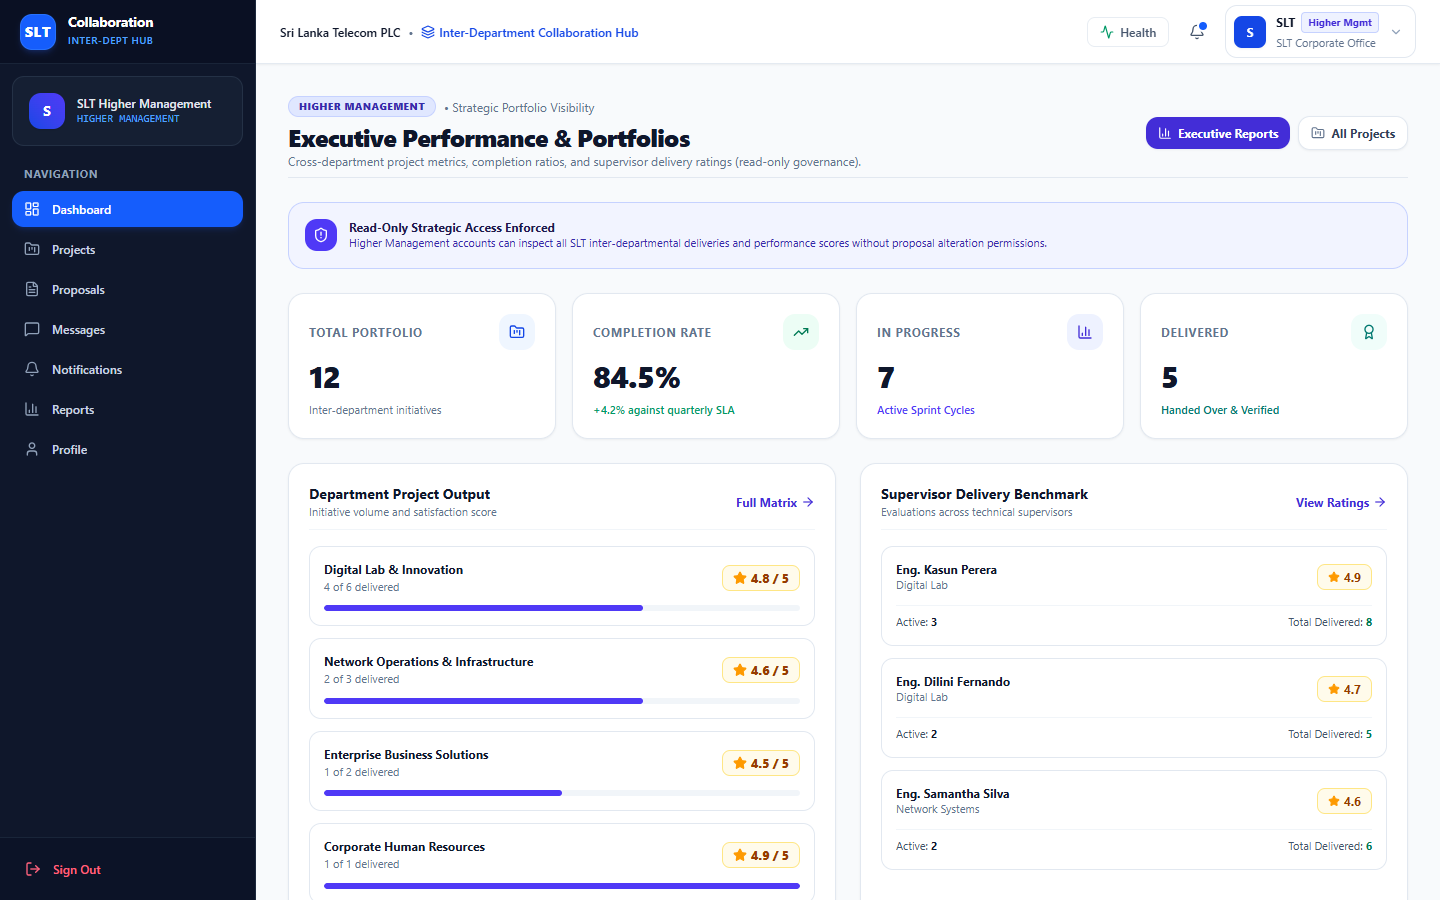 SLT
Collaboration
INTER-DEPT HUB
S
SLT Higher Management
HIGHER MANAGEMENT
NAVIGATION
Dashboard
Projects
Proposals
Messages
Notifications
Reports
Profile
Sign Out
Sri Lanka Telecom PLC • Inter-Department Collaboration Hub
Health
S
SLT Higher Mgmt
SLT Corporate Office
HIGHER MANAGEMENT • Strategic Portfolio Visibility
Executive Performance & Portfolios
Cross-department project metrics, completion ratios, and supervisor delivery ratings (read-only governance).
Executive Reports
All Projects
Read-Only Strategic Access Enforced
Higher Management accounts can inspect all SLT inter-departmental deliveries and performance scores without proposal alteration permissions.
TOTAL PORTFOLIO
12
Inter-department initiatives
COMPLETION RATE
84.5%
+4.2% against quarterly SLA
IN PROGRESS
7
Active Sprint Cycles
DELIVERED
5
Handed Over & Verified
Department Project Output
Initiative volume and satisfaction score
Full Matrix
Digital Lab & Innovation
4 of 6 delivered
4.8 / 5
Network Operations & Infrastructure
2 of 3 delivered
4.6 / 5
Enterprise Business Solutions
1 of 2 delivered
4.5 / 5
Corporate Human Resources
1 of 1 delivered
4.9 / 5
Supervisor Delivery Benchmark
Evaluations across technical supervisors
View Ratings
Eng. Kasun Perera
Digital Lab
4.9
Active: 3
Total Delivered: 8
Eng. Dilini Fernando
Digital Lab
4.7
Active: 2
Total Delivered: 5
Eng. Samantha Silva
Network Systems
4.6
Active: 2
Total Delivered: 6